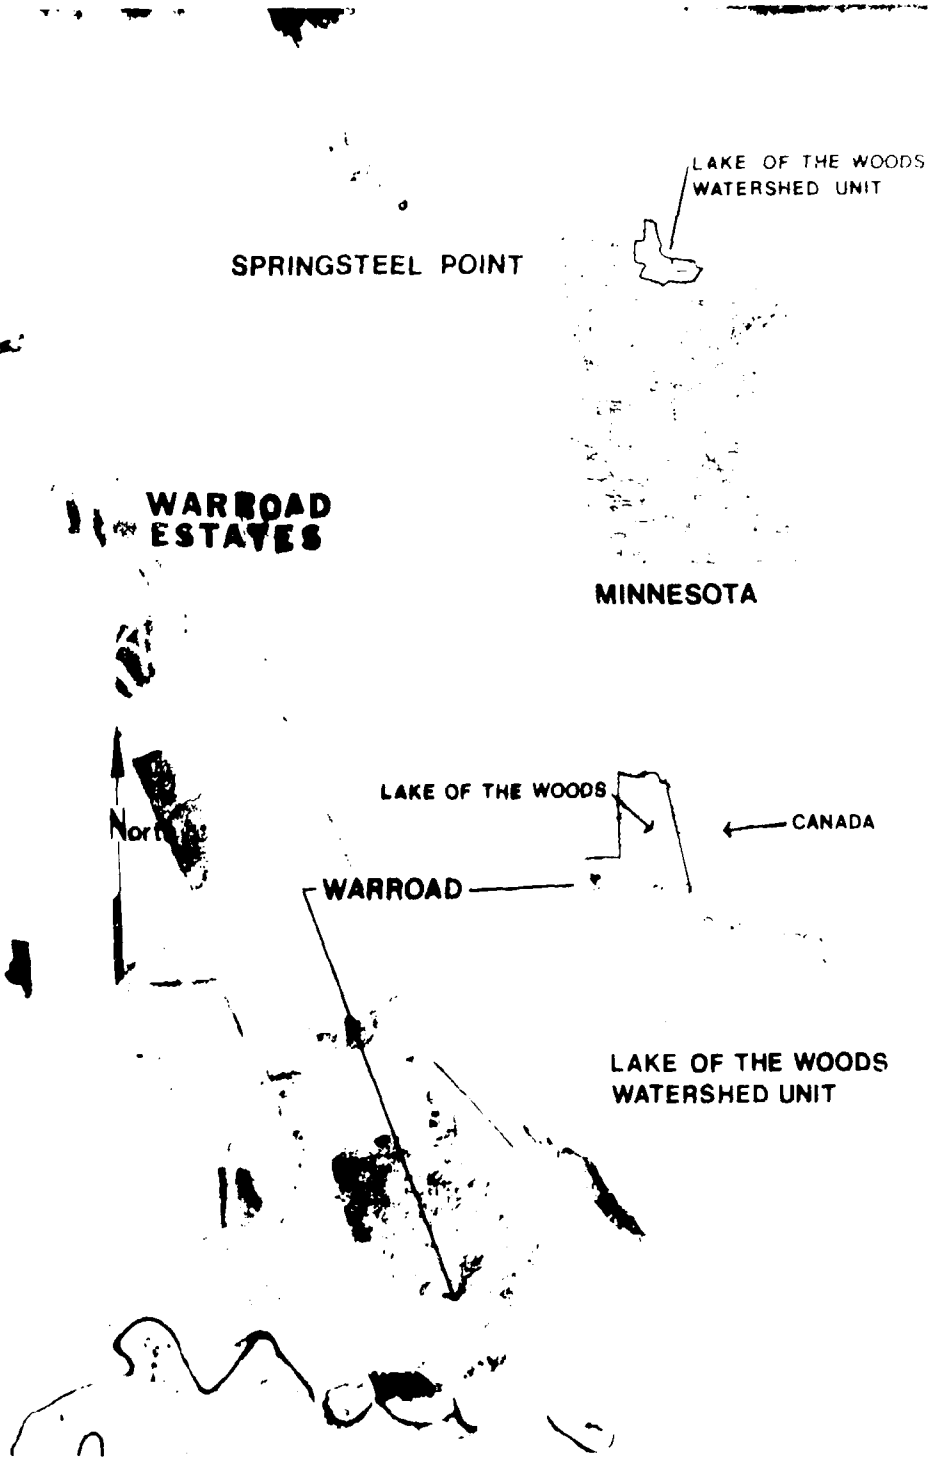 LAKE OF THE WOODS
WATERSHED UNIT
SPRINGSTEEL POINT
WARROAD
ESTATES
MINNESOTA
North
LAKE OF THE WOODS
CANADA
WARROAD
LAKE OF THE WOODS
WATERSHED UNIT